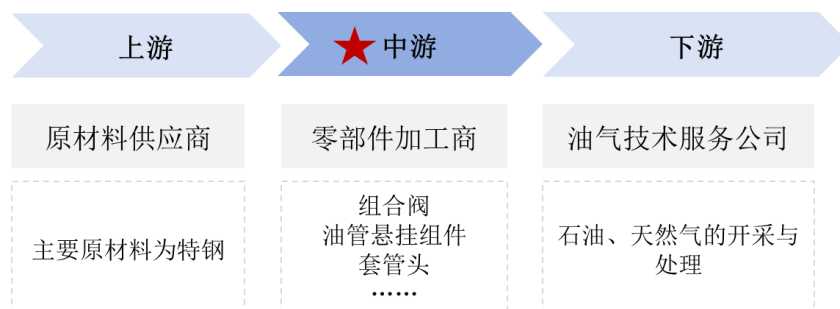 上游
中游
下游
原材料供应商
零部件加工商
油气技术服务公司
主要原材料为特钢
组合阀
油管悬挂组件
套管头
……
石油、天然气的开采与
处理